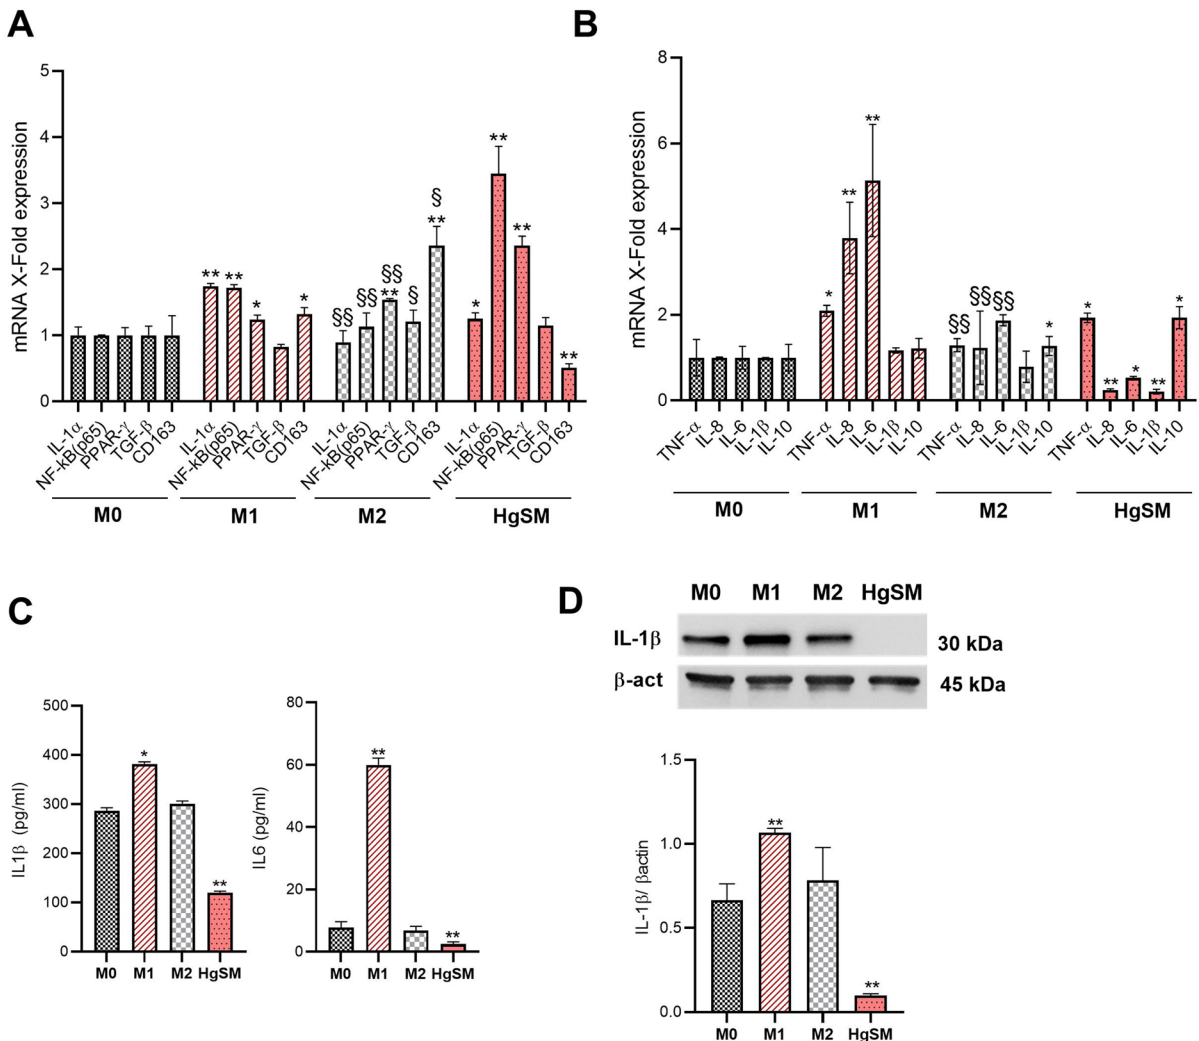 A
mRNA X-Fold expression
5
4
3
2
1
0
** ** * *
§§ §§ §§ ** § § **
* ** ** **
IL-1α NF-kB(p65) PPAR-γ TGF-β CD163
IL-1α NF-kB(p65) PPAR-γ TGF-β CD163
IL-1α NF-kB(p65) PPAR-γ TGF-β CD163
IL-1α NF-kB(p65) PPAR-γ TGF-β CD163
M0 M1 M2 HgSM
B
mRNA X-Fold expression
8
6
4
2
0
* ** **
§§ §§ §§ *
* ** * ** *
TNF-α IL-8 IL-6 IL-1β IL-10
TNF-α IL-8 IL-6 IL-1β IL-10
TNF-α IL-8 IL-6 IL-1β IL-10
TNF-α IL-8 IL-6 IL-1β IL-10
M0 M1 M2 HgSM
C
IL1β (pg/ml)
500
400
300
200
100
0
* **
M0 M1 M2 HgSM
IL6 (pg/ml)
80
60
40
20
0
** **
M0 M1 M2 HgSM
D
M0 M1 M2 HgSM
IL-1β 30 kDa
β-act 45 kDa
IL-1β/ βactin
1.5
1.0
0.5
0.0
** **
M0 M1 M2 HgSM